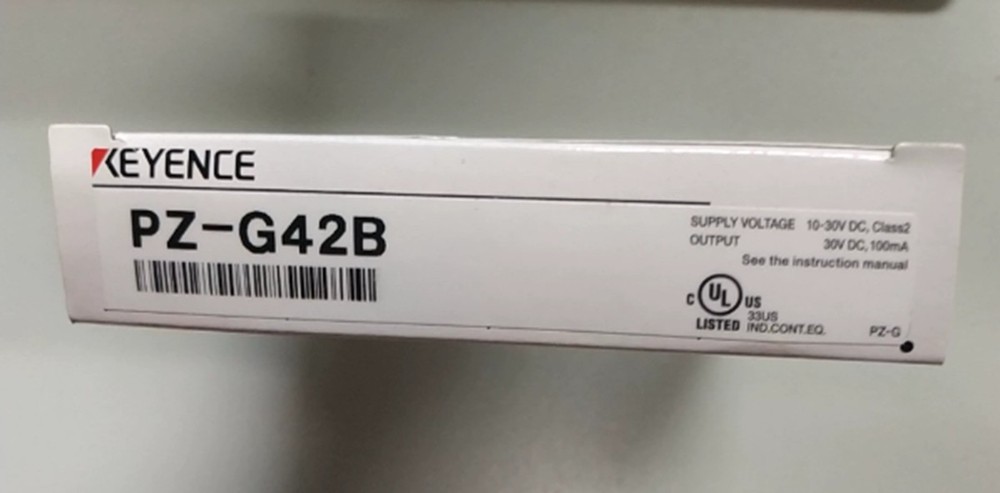 KEYENCE
PZ-G42B
SUPPLY VOLTAGE 10-30V DC, Class2
OUTPUT 30V DC, 100mA
See the instruction manual
C UL US
LISTED 33US
IND.CONT.EQ.
PZ-G